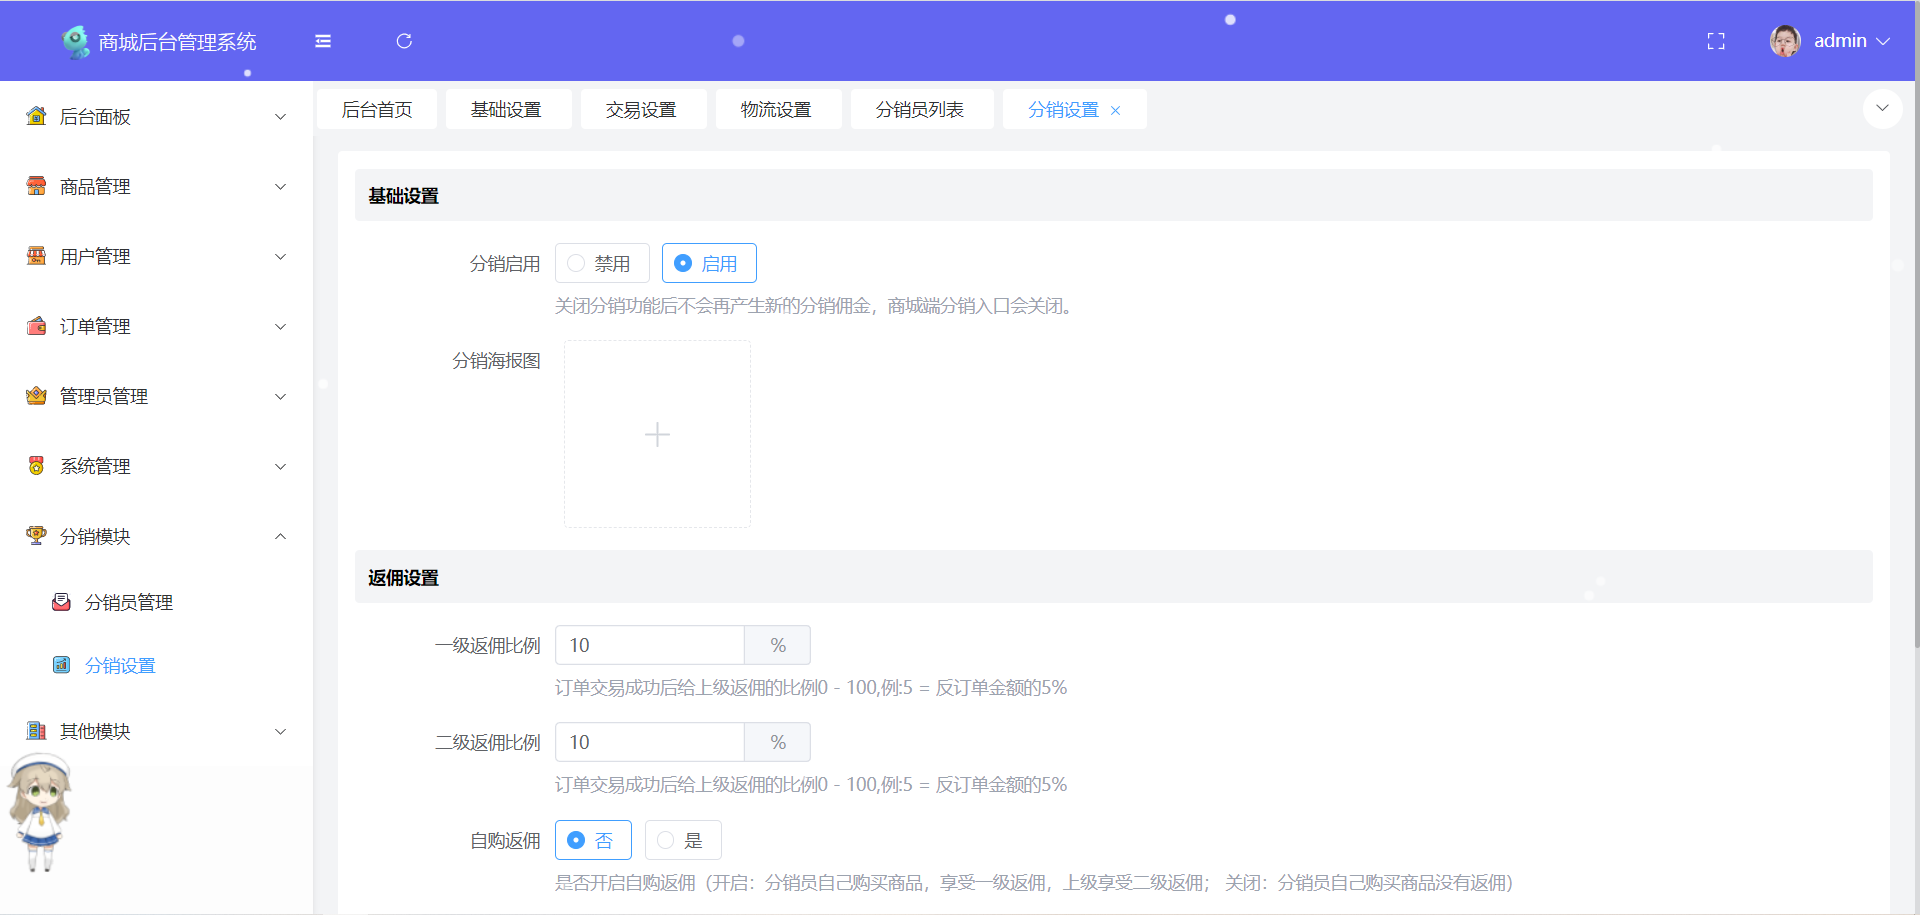 商城后台管理系统
admin
后台面板
商品管理
用户管理
订单管理
管理员管理
系统管理
分销模块
分销员管理
分销设置
其他模块
后台首页
基础设置
交易设置
物流设置
分销员列表
分销设置
基础设置
分销启用
禁用
启用
关闭分销功能后不会再产生新的分销佣金，商城端分销入口会关闭。
分销海报图
返佣设置
一级返佣比例
10
%
订单交易成功后给上级返佣的比例0 - 100,例:5 = 反订单金额的5%
二级返佣比例
10
%
订单交易成功后给上级返佣的比例0 - 100,例:5 = 反订单金额的5%
自购返佣
否
是
是否开启自购返佣（开启：分销员自己购买商品，享受一级返佣，上级享受二级返佣； 关闭：分销员自己购买商品没有返佣）